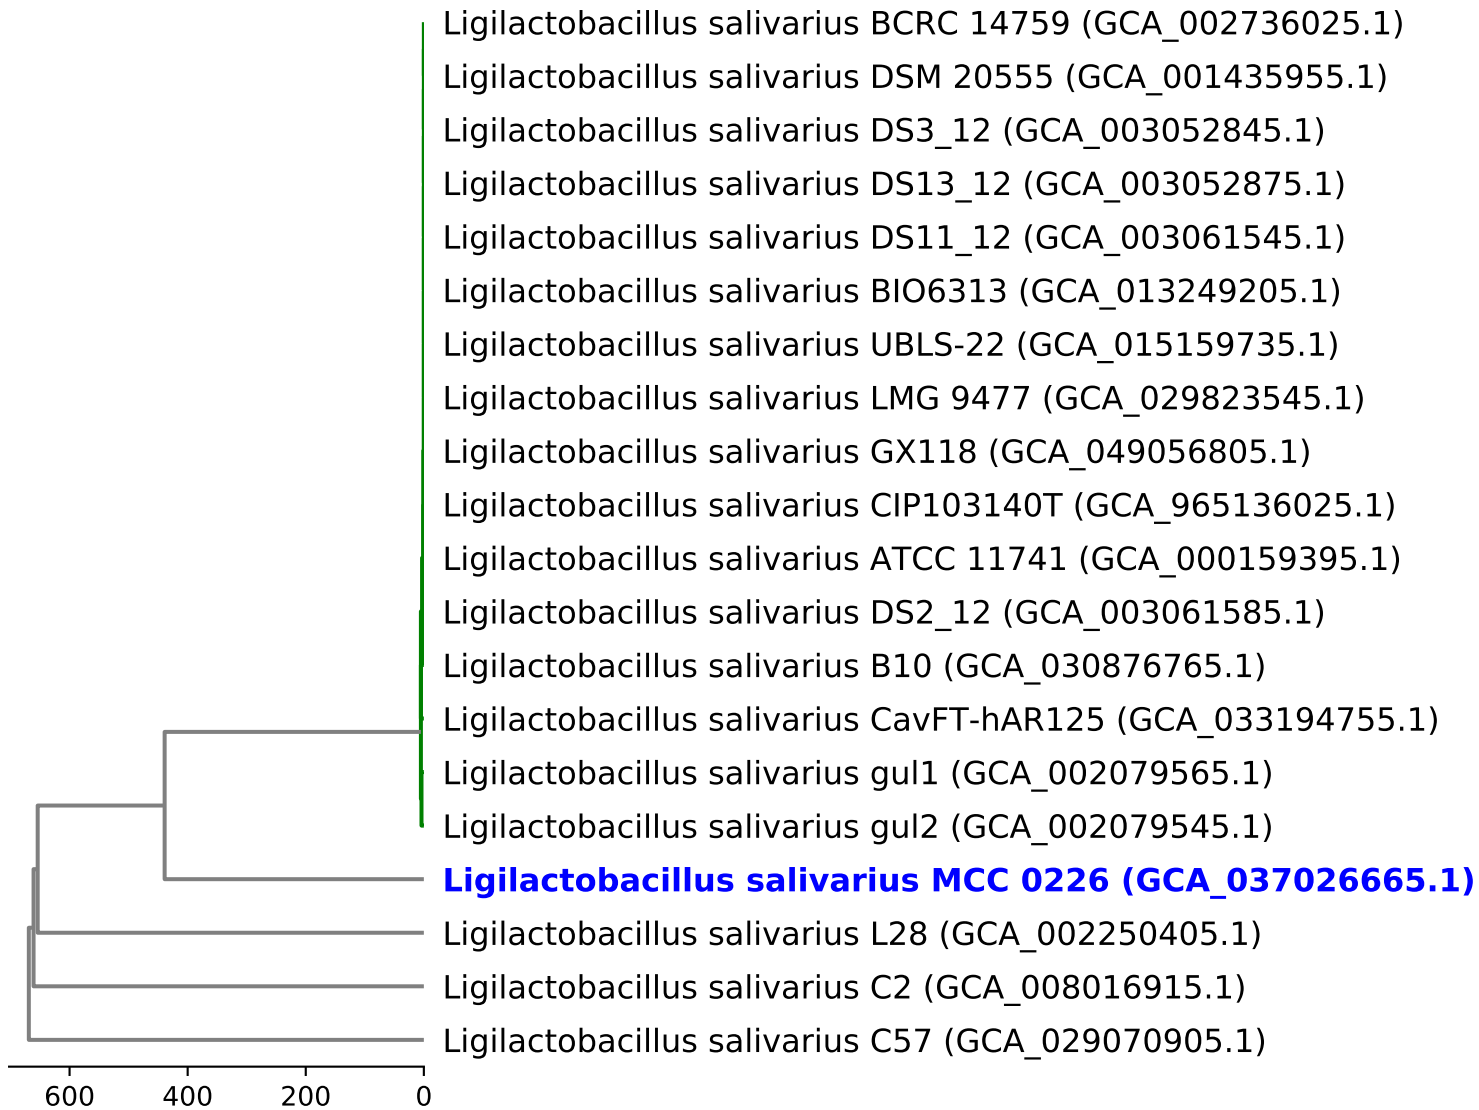 Ligilactobacillus salivarius BCRC 14759 (GCA_002736025.1)
Ligilactobacillus salivarius DSM 20555 (GCA_001435955.1)
Ligilactobacillus salivarius DS3_12 (GCA_003052845.1)
Ligilactobacillus salivarius DS13_12 (GCA_003052875.1)
Ligilactobacillus salivarius DS11_12 (GCA_003061545.1)
Ligilactobacillus salivarius BIO6313 (GCA_013249205.1)
Ligilactobacillus salivarius UBLS-22 (GCA_015159735.1)
Ligilactobacillus salivarius LMG 9477 (GCA_029823545.1)
Ligilactobacillus salivarius GX118 (GCA_049056805.1)
Ligilactobacillus salivarius CIP103140T (GCA_965136025.1)
Ligilactobacillus salivarius ATCC 11741 (GCA_000159395.1)
Ligilactobacillus salivarius DS2_12 (GCA_003061585.1)
Ligilactobacillus salivarius B10 (GCA_030876765.1)
Ligilactobacillus salivarius CavFT-hAR125 (GCA_033194755.1)
Ligilactobacillus salivarius gul1 (GCA_002079565.1)
Ligilactobacillus salivarius gul2 (GCA_002079545.1)
Ligilactobacillus salivarius MCC 0226 (GCA_037026665.1)
Ligilactobacillus salivarius L28 (GCA_002250405.1)
Ligilactobacillus salivarius C2 (GCA_008016915.1)
Ligilactobacillus salivarius C57 (GCA_029070905.1)
600 400 200 0